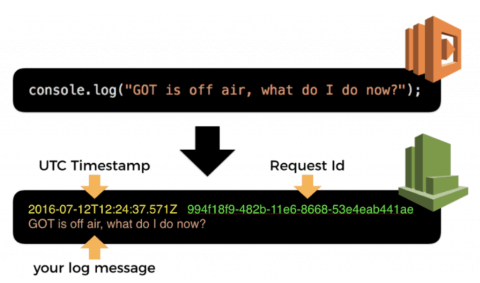 console.log("GOT is off air, what do I do now?");
UTC Timestamp
Request Id
2016-07-12T12:24:37.571Z 994f18f9-482b-11e6-8668-53e4eab441ae
GOT is off air, what do I do now?
your log message